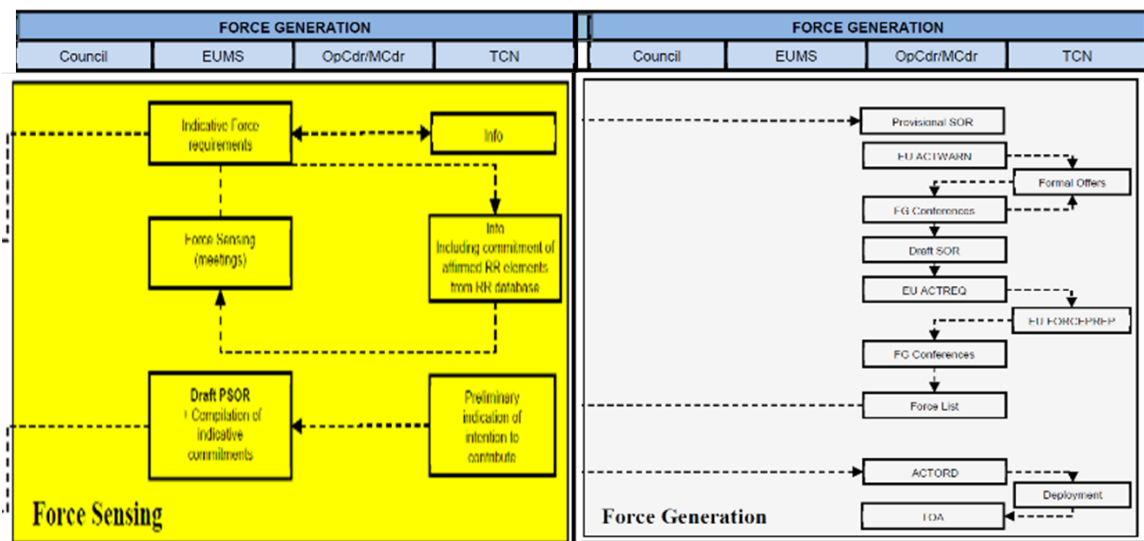 FORCE GENERATION
Council EUMS OpCdr/MCdr TCN
Indicative Force
requirements
Info
Info
Including commitment of
affirmed RR elements
from RR database
Force Sensing
(meetings)
Draft PSOR
+ Compilation of
indicative
commitments
Preliminary
indication of
intention to
contribute
Force Sensing
FORCE GENERATION
Council EUMS OpCdr/MCdr TCN
Provisional SOR
EU ACTWARN
Formal Offers
FG Conferences
Draft SOR
EU ACTREQ
EU FORCEPREP
FG Conferences
Force List
ACTORD
Deployment
TOA
Force Generation